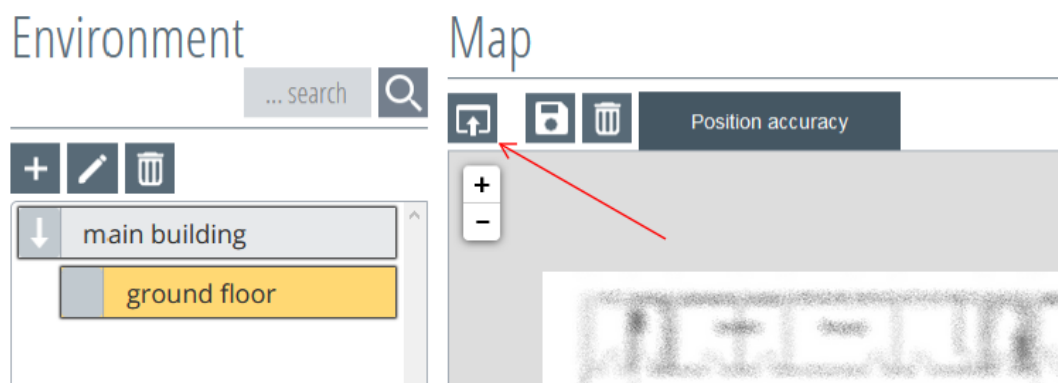 Environment
... search
main building
ground floor
Map
Position accuracy
+
−